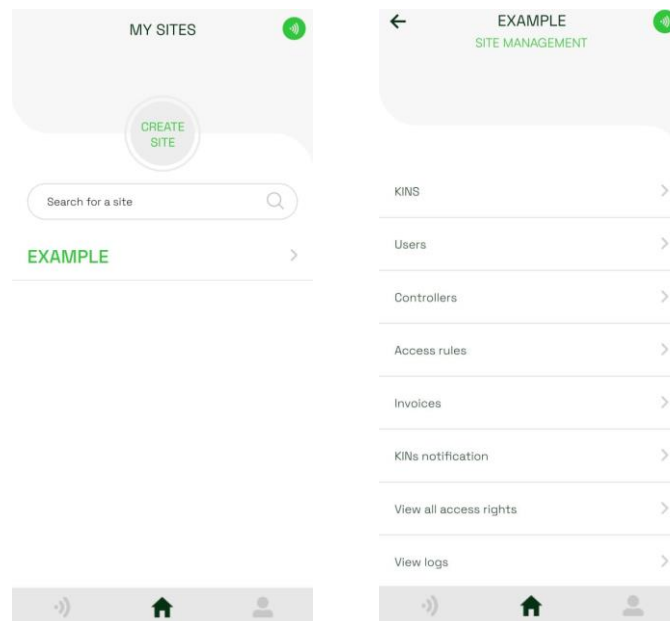 MY SITES
CREATE
SITE
Search for a site
EXAMPLE
EXAMPLE
SITE MANAGEMENT
KINS
Users
Controllers
Access rules
Invoices
KINs notification
View all access rights
View logs